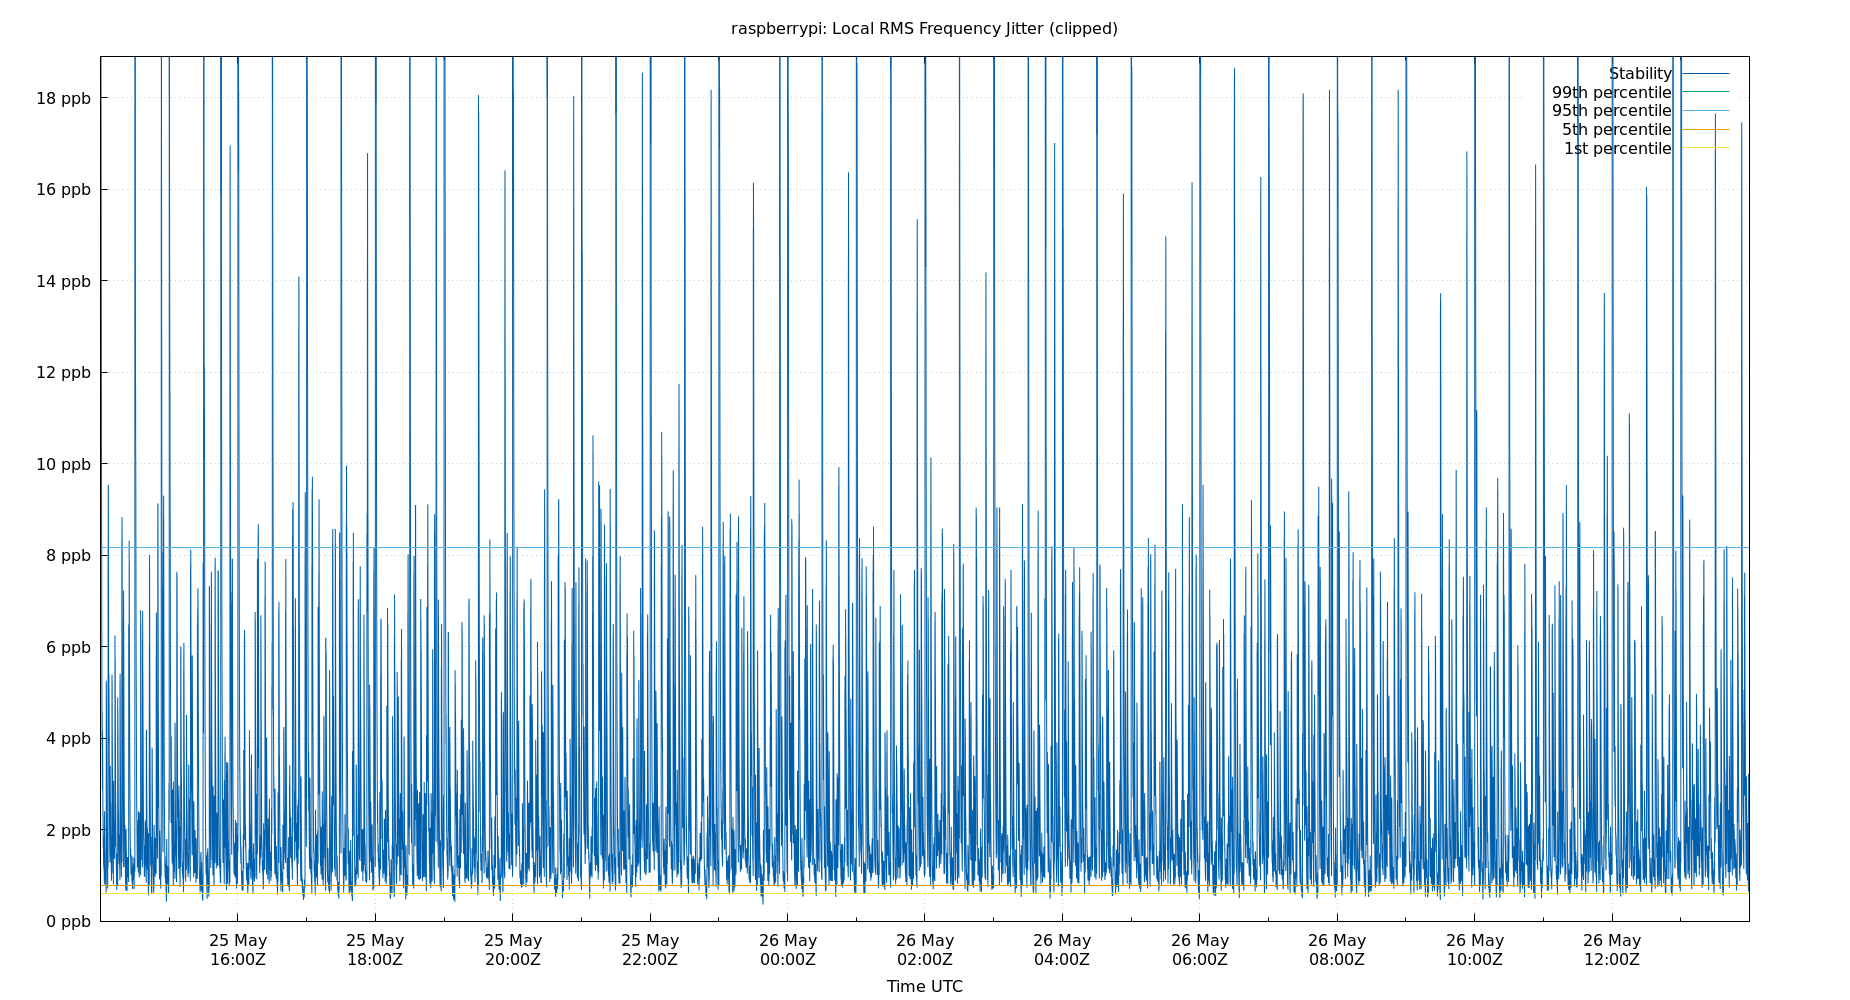 raspberrypi: Local RMS Frequency Jitter (clipped)
Stability
99th percentile
95th percentile
5th percentile
1st percentile
18 ppb
16 ppb
14 ppb
12 ppb
10 ppb
8 ppb
6 ppb
4 ppb
2 ppb
0 ppb
25 May 25 May 25 May 25 May 26 May 26 May 26 May 26 May 26 May 26 May 26 May
16:00Z 18:00Z 20:00Z 22:00Z 00:00Z 02:00Z 04:00Z 06:00Z 08:00Z 10:00Z 12:00Z
Time UTC